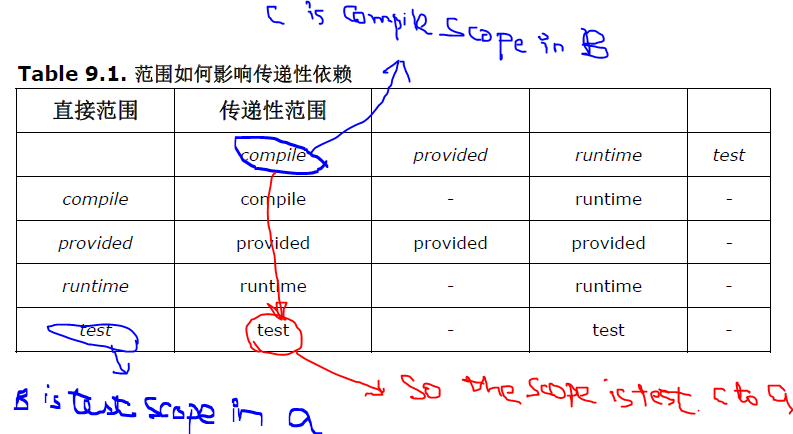 C is compile scope in B
Table 9.1. 范围如何影响传递性依赖
直接范围 传递性范围
compile provided runtime test
compile compile - runtime -
provided provided provided provided -
runtime runtime - runtime -
test test - test -
B is test scope in a
So the scope is test. C to a